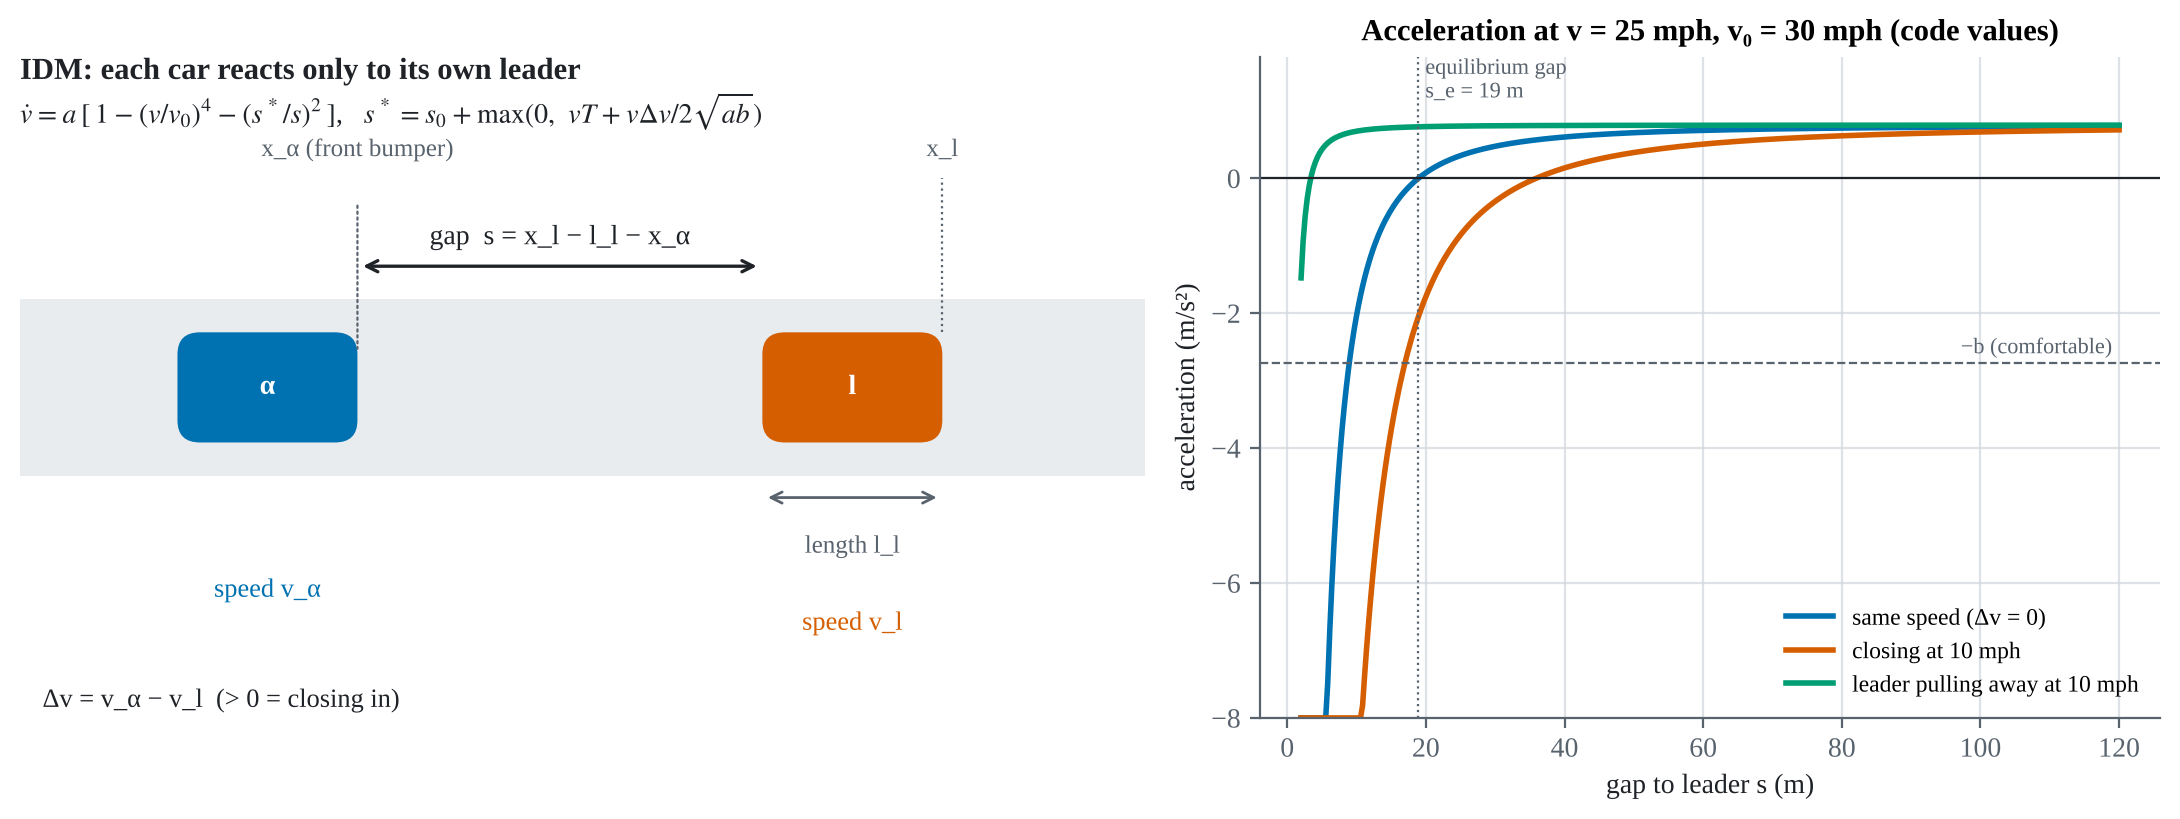 IDM: each car reacts only to its own leader
v̇ = a [ 1 − (v/v₀)⁴ − (s*/s)² ],   s* = s₀ + max(0, vT + vΔv/2√ab)
x_α (front bumper)
x_l
gap  s = x_l − l_l − x_α
α
l
length l_l
speed v_α
speed v_l
Δv = v_α − v_l  (> 0 = closing in)
Acceleration at v = 25 mph, v₀ = 30 mph (code values)
equilibrium gap
s_e = 19 m
−b (comfortable)
acceleration (m/s²)
0
−2
−4
−6
−8
same speed (Δv = 0)
closing at 10 mph
leader pulling away at 10 mph
0 20 40 60 80 100 120
gap to leader s (m)